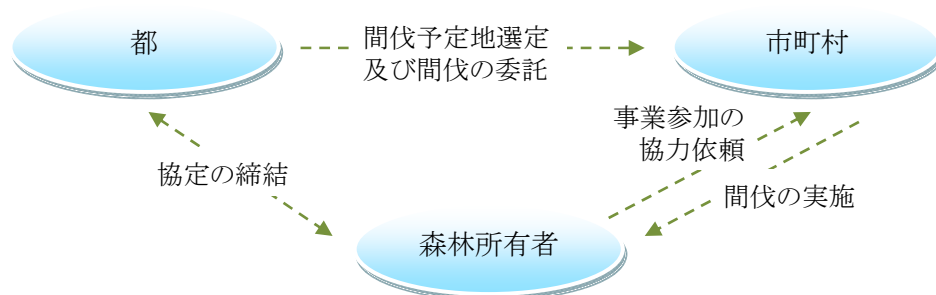 都
間伐予定地選定
及び間伐の委託
市町村
事業参加の
協力依頼
協定の締結
間伐の実施
森林所有者